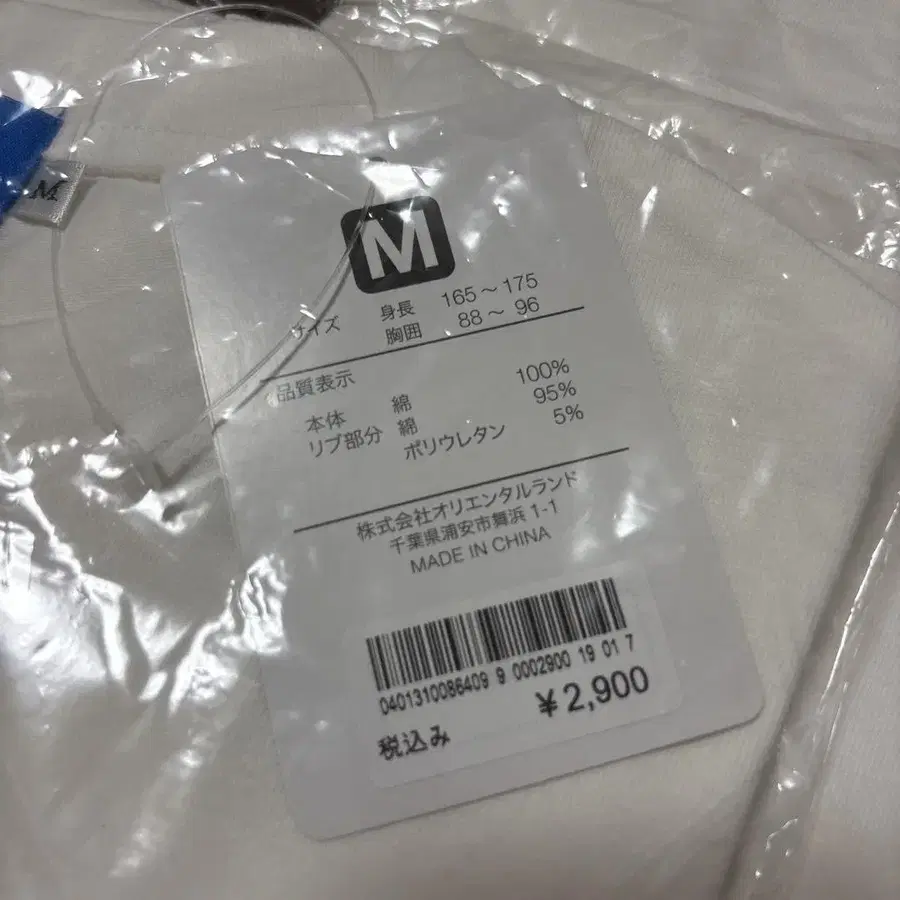 M
M
サイズ 身長 165～175
胸囲 88～96
品質表示
本体 綿 100%
リブ部分 綿 95%
ポリウレタン 5%
株式会社オリエンタルランド
千葉県浦安市舞浜 1-1
MADE IN CHINA
0401310086409 9 0002900 19 01 7
¥2,900
税込み